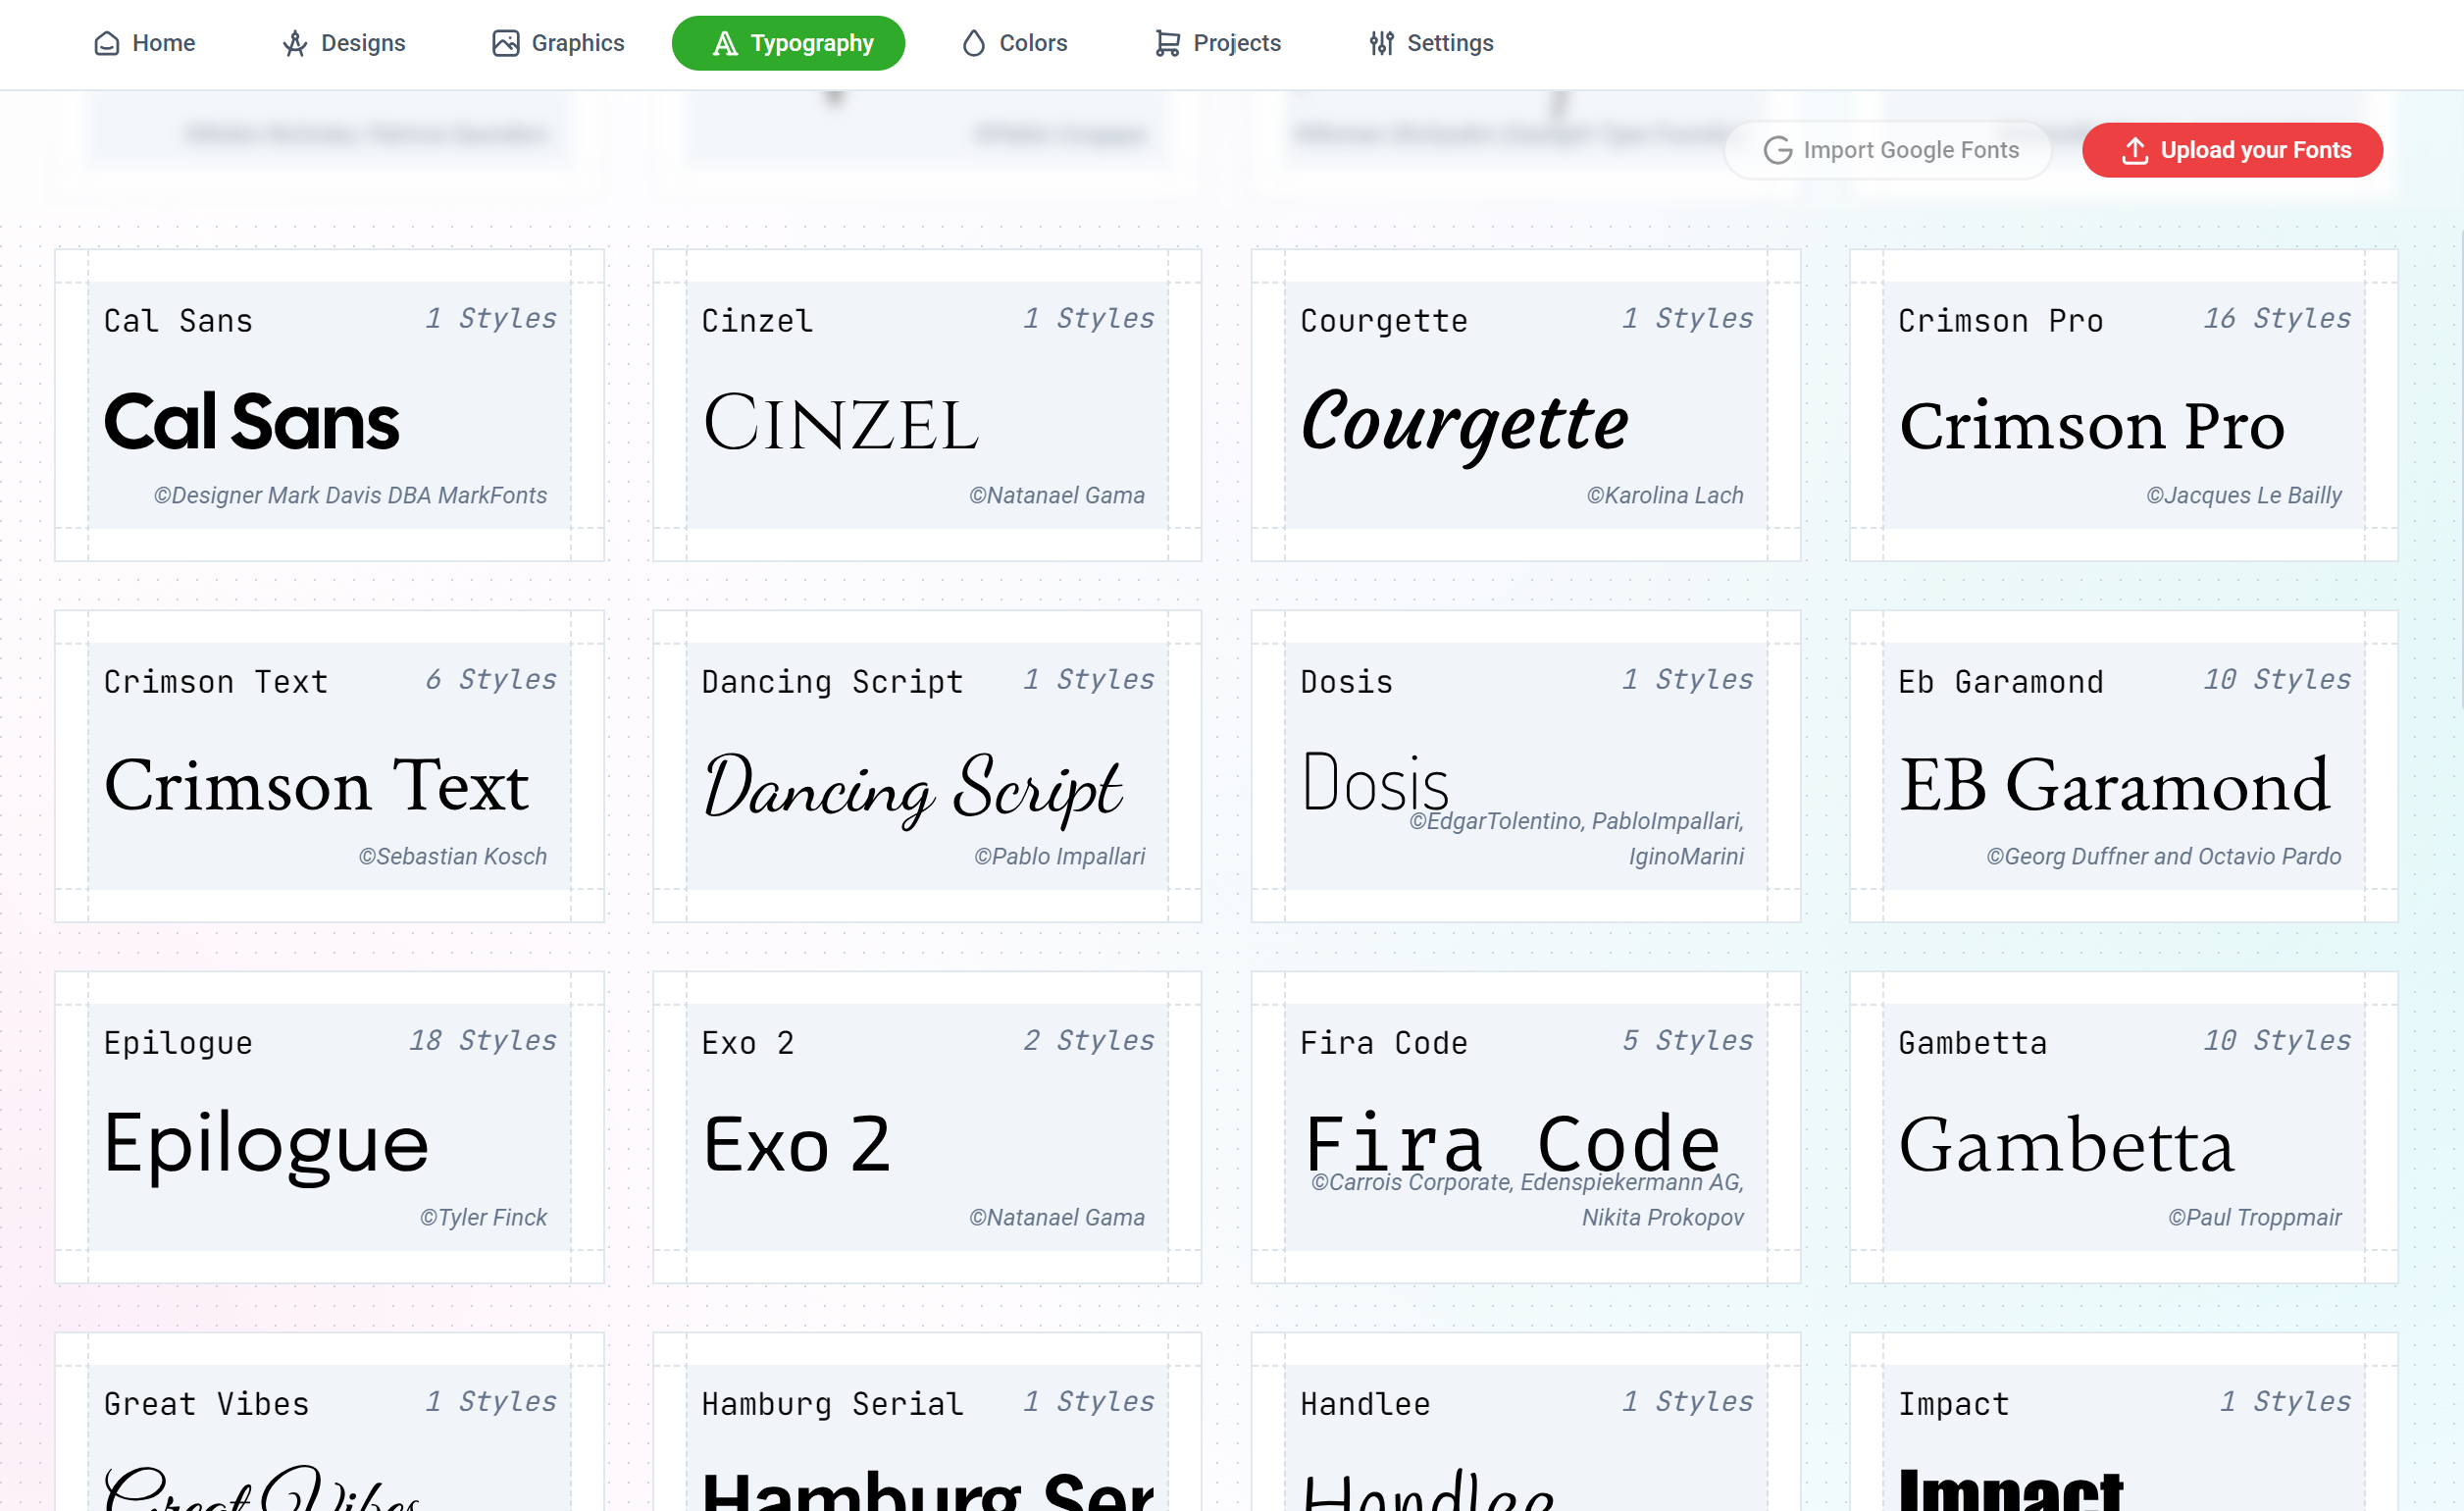 Home
Designs
Graphics
Typography
Colors
Projects
Settings
Import Google Fonts
Upload your Fonts
Cal Sans
1 Styles
Cal Sans
©Designer Mark Davis DBA MarkFonts
Cinzel
1 Styles
Cinzel
©Natanael Gama
Courgette
1 Styles
Courgette
©Karolina Lach
Crimson Pro
16 Styles
Crimson Pro
©Jacques Le Bailly
Crimson Text
6 Styles
Crimson Text
©Sebastian Kosch
Dancing Script
1 Styles
Dancing Script
©Pablo Impallari
Dosis
1 Styles
Dosis
©EdgarTolentino, PabloImpallari,
IginoMarini
Eb Garamond
10 Styles
EB Garamond
©Georg Duffner and Octavio Pardo
Epilogue
18 Styles
Epilogue
©Tyler Finck
Exo 2
2 Styles
Exo 2
©Natanael Gama
Fira Code
5 Styles
Fira Code
©Carrois Corporate, Edenspiekermann AG,
Nikita Prokopov
Gambetta
10 Styles
Gambetta
©Paul Troppmair
Great Vibes
1 Styles
Great Vibes
Hamburg Serial
1 Styles
Hamburg Ser
Handlee
1 Styles
Handlee
Impact
1 Styles
Impact